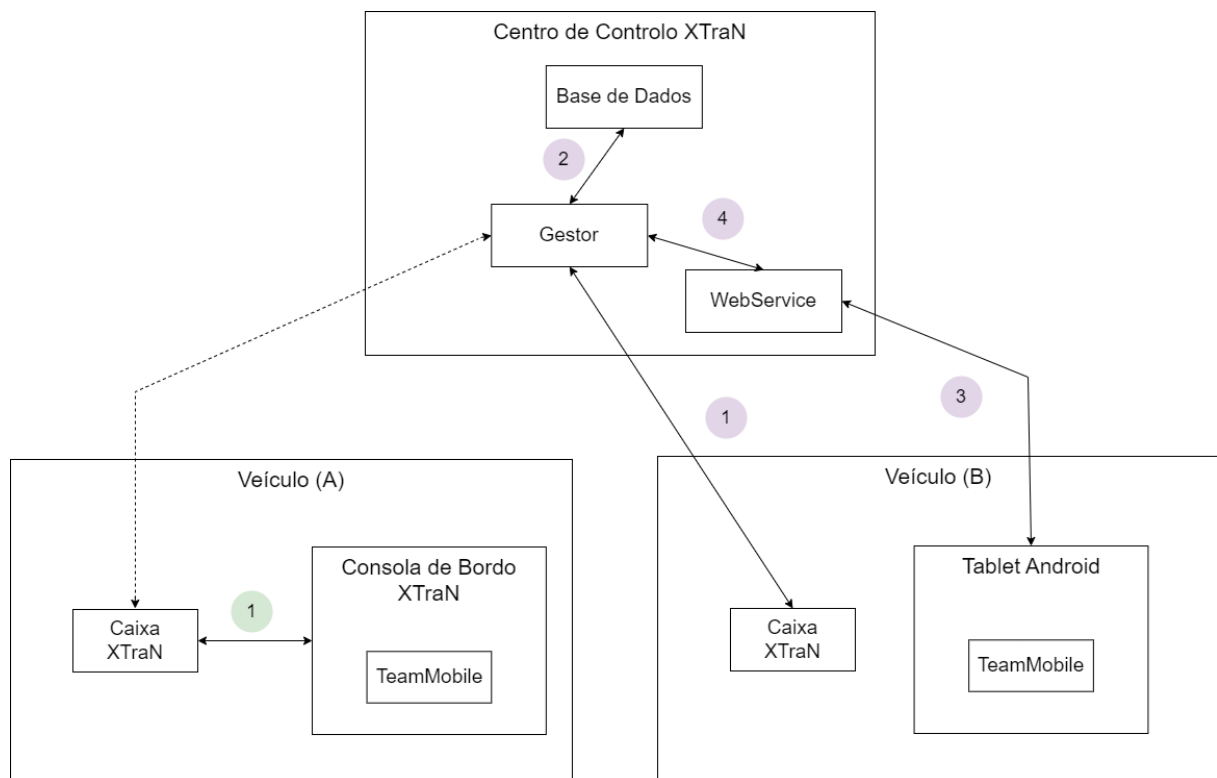 Centro de Controlo XTraN
Base de Dados
2
Gestor
4
WebService
3
1
Veículo (A)
Consola de Bordo
XTraN
1
Caixa
XTraN
TeamMobile
Veículo (B)
Tablet Android
Caixa
XTraN
TeamMobile